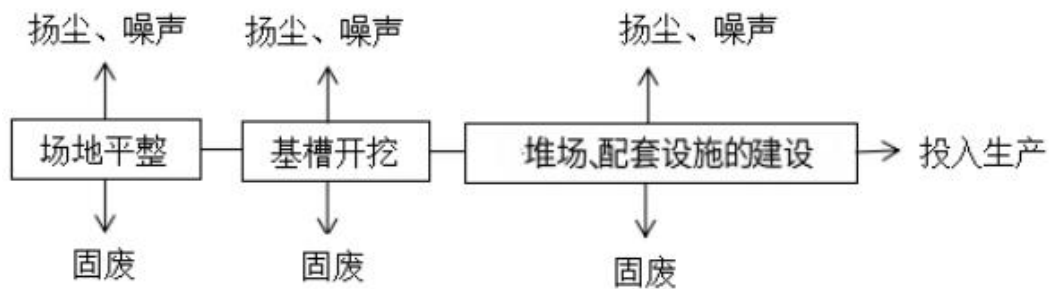 扬尘、噪声
扬尘、噪声
扬尘、噪声
场地平整
基槽开挖
堆场、配套设施的建设
投入生产
固废
固废
固废